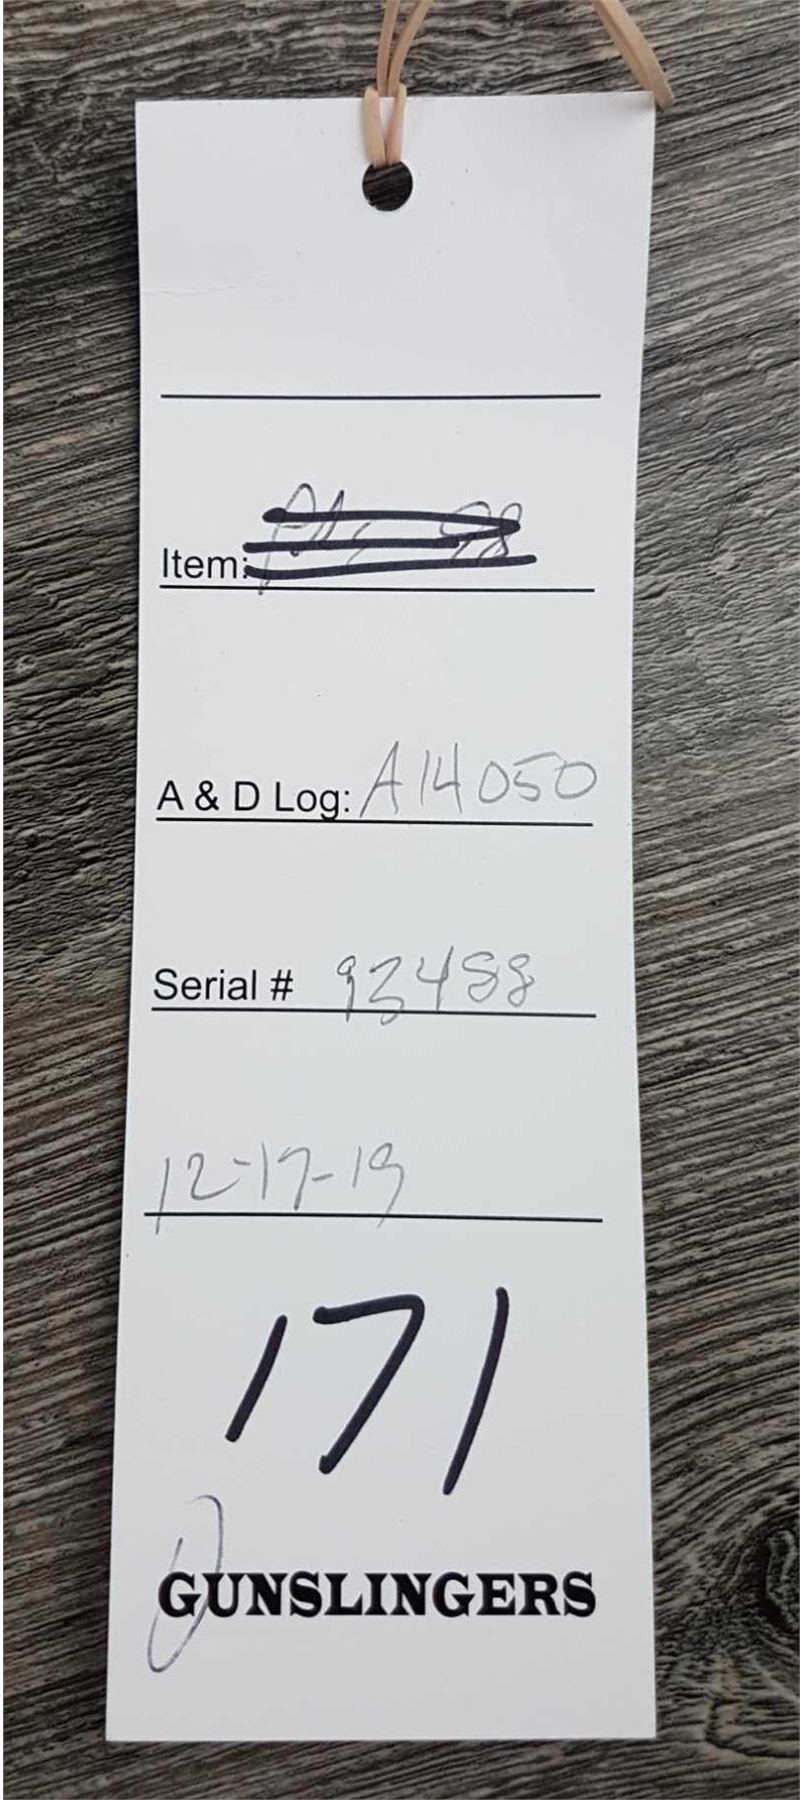 Item:
A & D Log: A14050
Serial # 93488
12-17-19
171
GUNSLINGERS